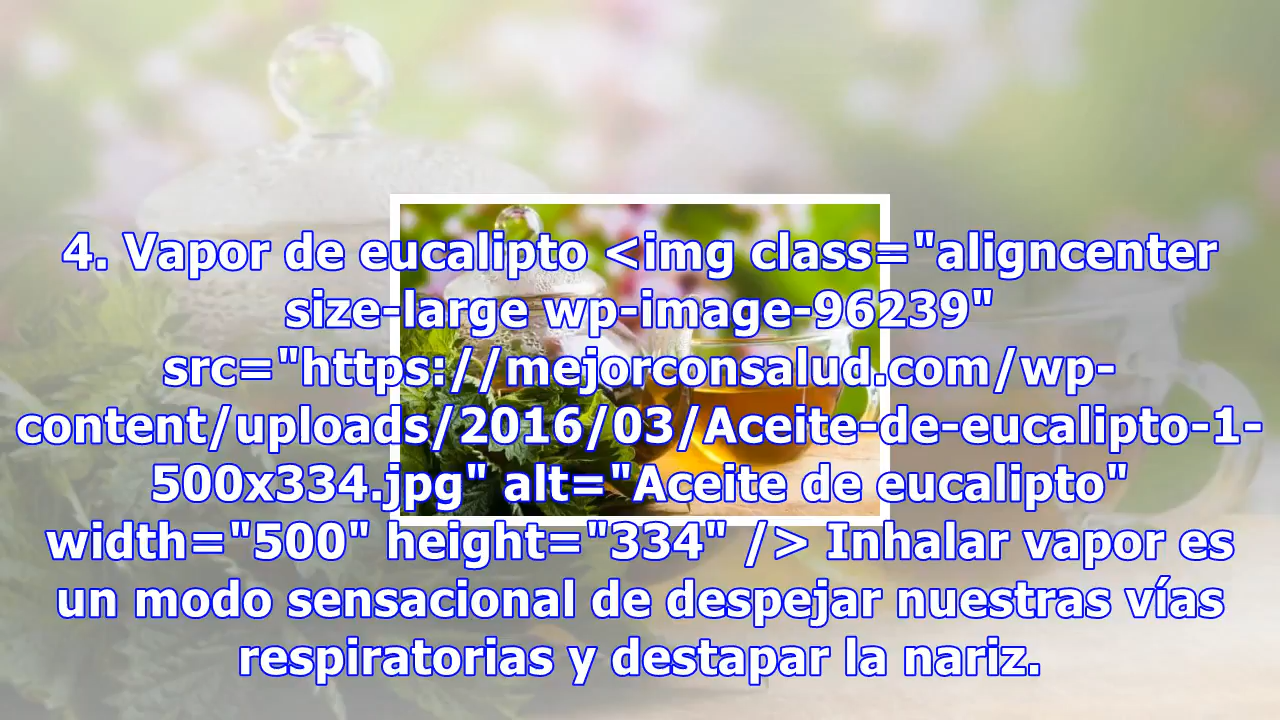 4. Vapor de eucalipto <img class="aligncenter
size-large wp-image-96239"
src="https://mejorconsalud.com/wp-
content/uploads/2016/03/Aceite-de-eucalipto-1-
500x334.jpg" alt="Aceite de eucalipto"
width="500" height="334" /> Inhalar vapor es
un modo sensacional de despejar nuestras vías
respiratorias y destapar la nariz.